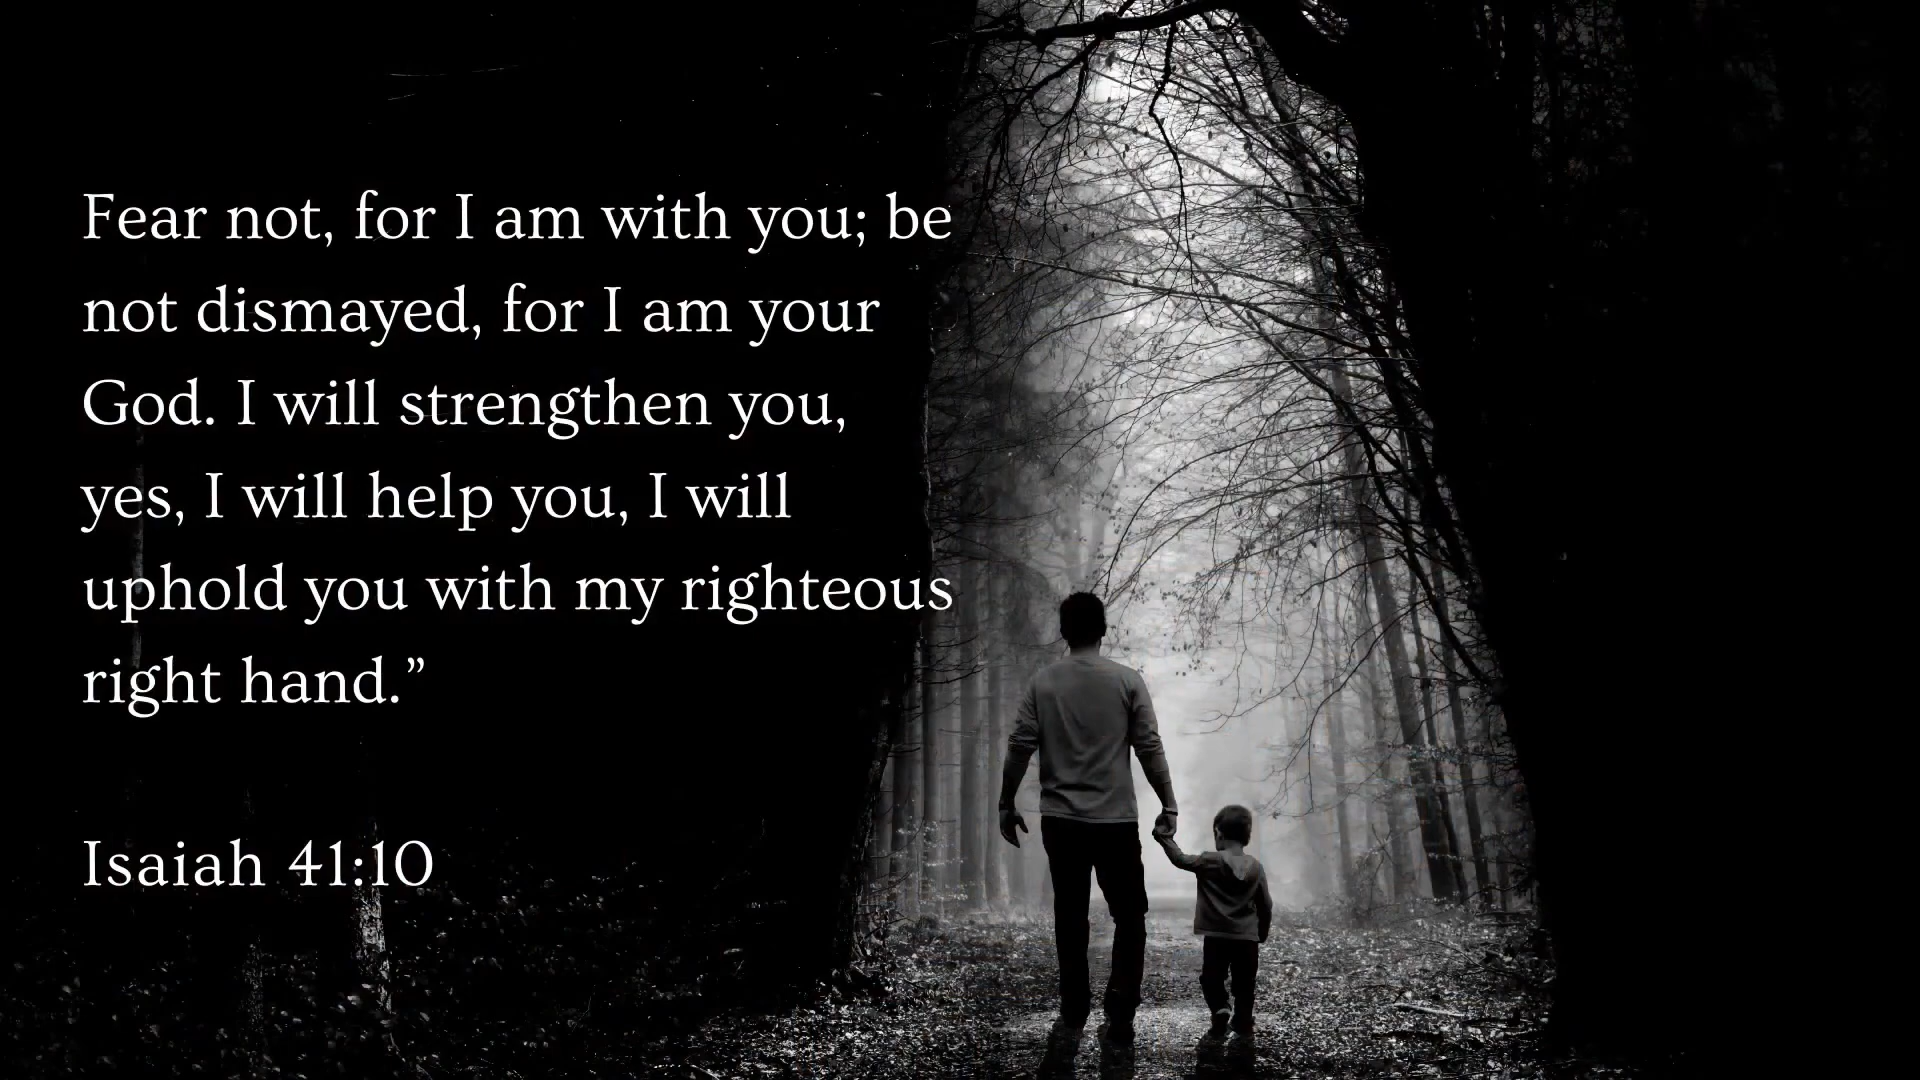 Fear not, for I am with you; be
not dismayed, for I am your
God. I will strengthen you,
yes, I will help you, I will
uphold you with my righteous
right hand.”
Isaiah 41:10